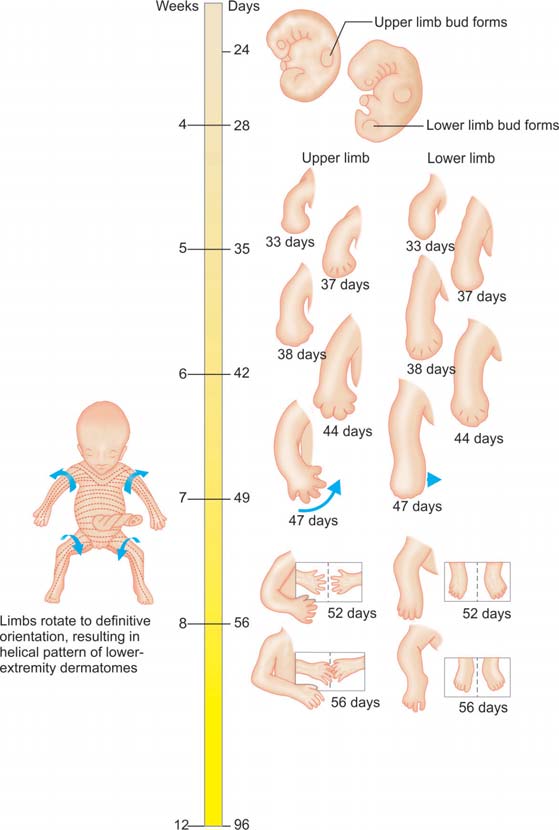 Weeks Days
Upper limb bud forms
24
4 28
Lower limb bud forms
Upper limb Lower limb
33 days 33 days
5 35
37 days 37 days
38 days 38 days
6 42
44 days 44 days
7 49
47 days 47 days
52 days 52 days
Limbs rotate to definitive
orientation, resulting in
helical pattern of lower-
extremity dermatomes
8 56
56 days 56 days
12 96